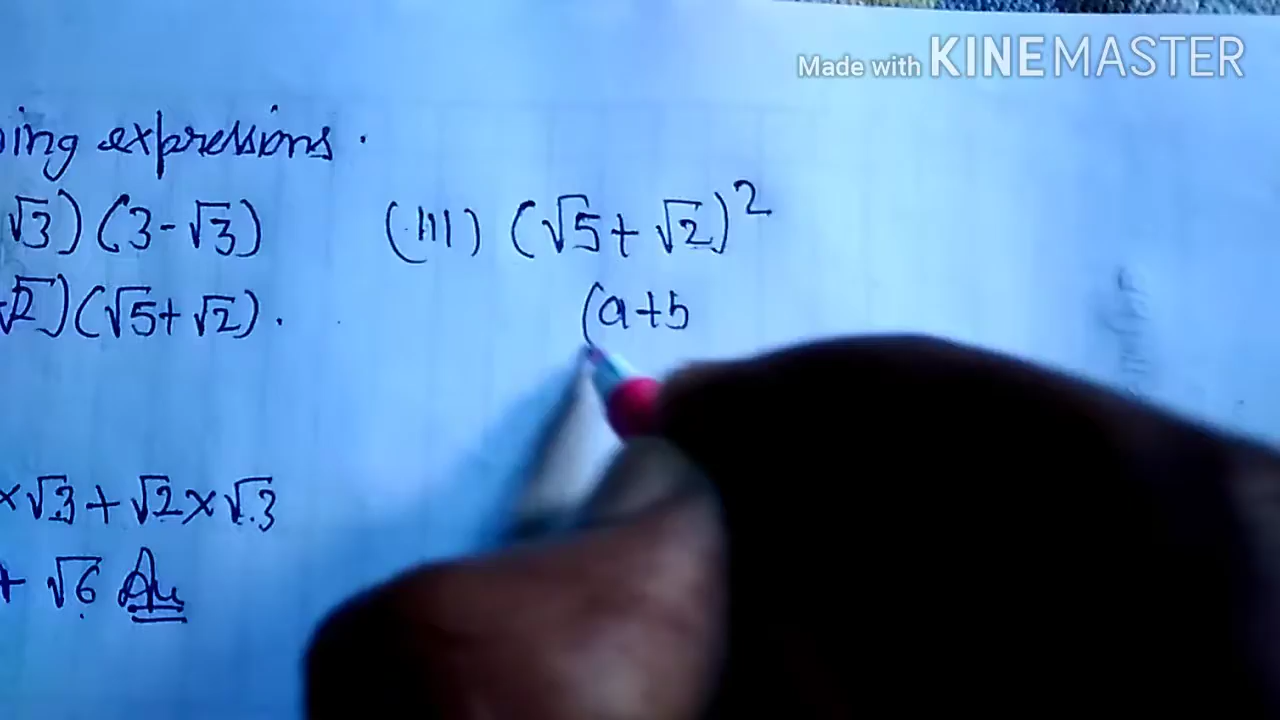 Made with KINEMASTER
expressions.
√3) (3-√3) (III) (√5+√2)²
√2) (√5+√2).
(a+b
×√3+√2×√3
+ √6 Ans